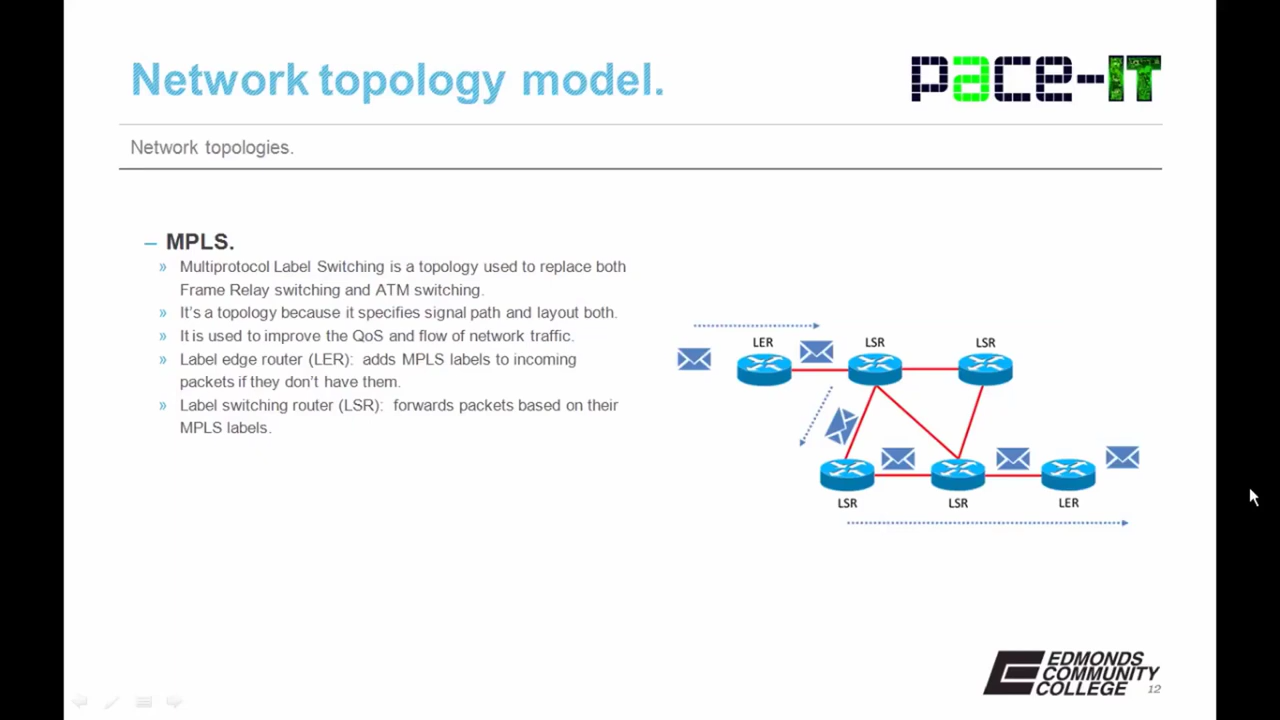 Network topology model.
pace-IT
Network topologies.
– MPLS.
» Multiprotocol Label Switching is a topology used to replace both
Frame Relay switching and ATM switching.
» It's a topology because it specifies signal path and layout both.
» It is used to improve the QoS and flow of network traffic.
» Label edge router (LER): adds MPLS labels to incoming
packets if they don't have them.
» Label switching router (LSR): forwards packets based on their
MPLS labels.
LER
LSR
LSR
LSR
LSR
LER
EDMONDS
COMMUNITY
COLLEGE
12